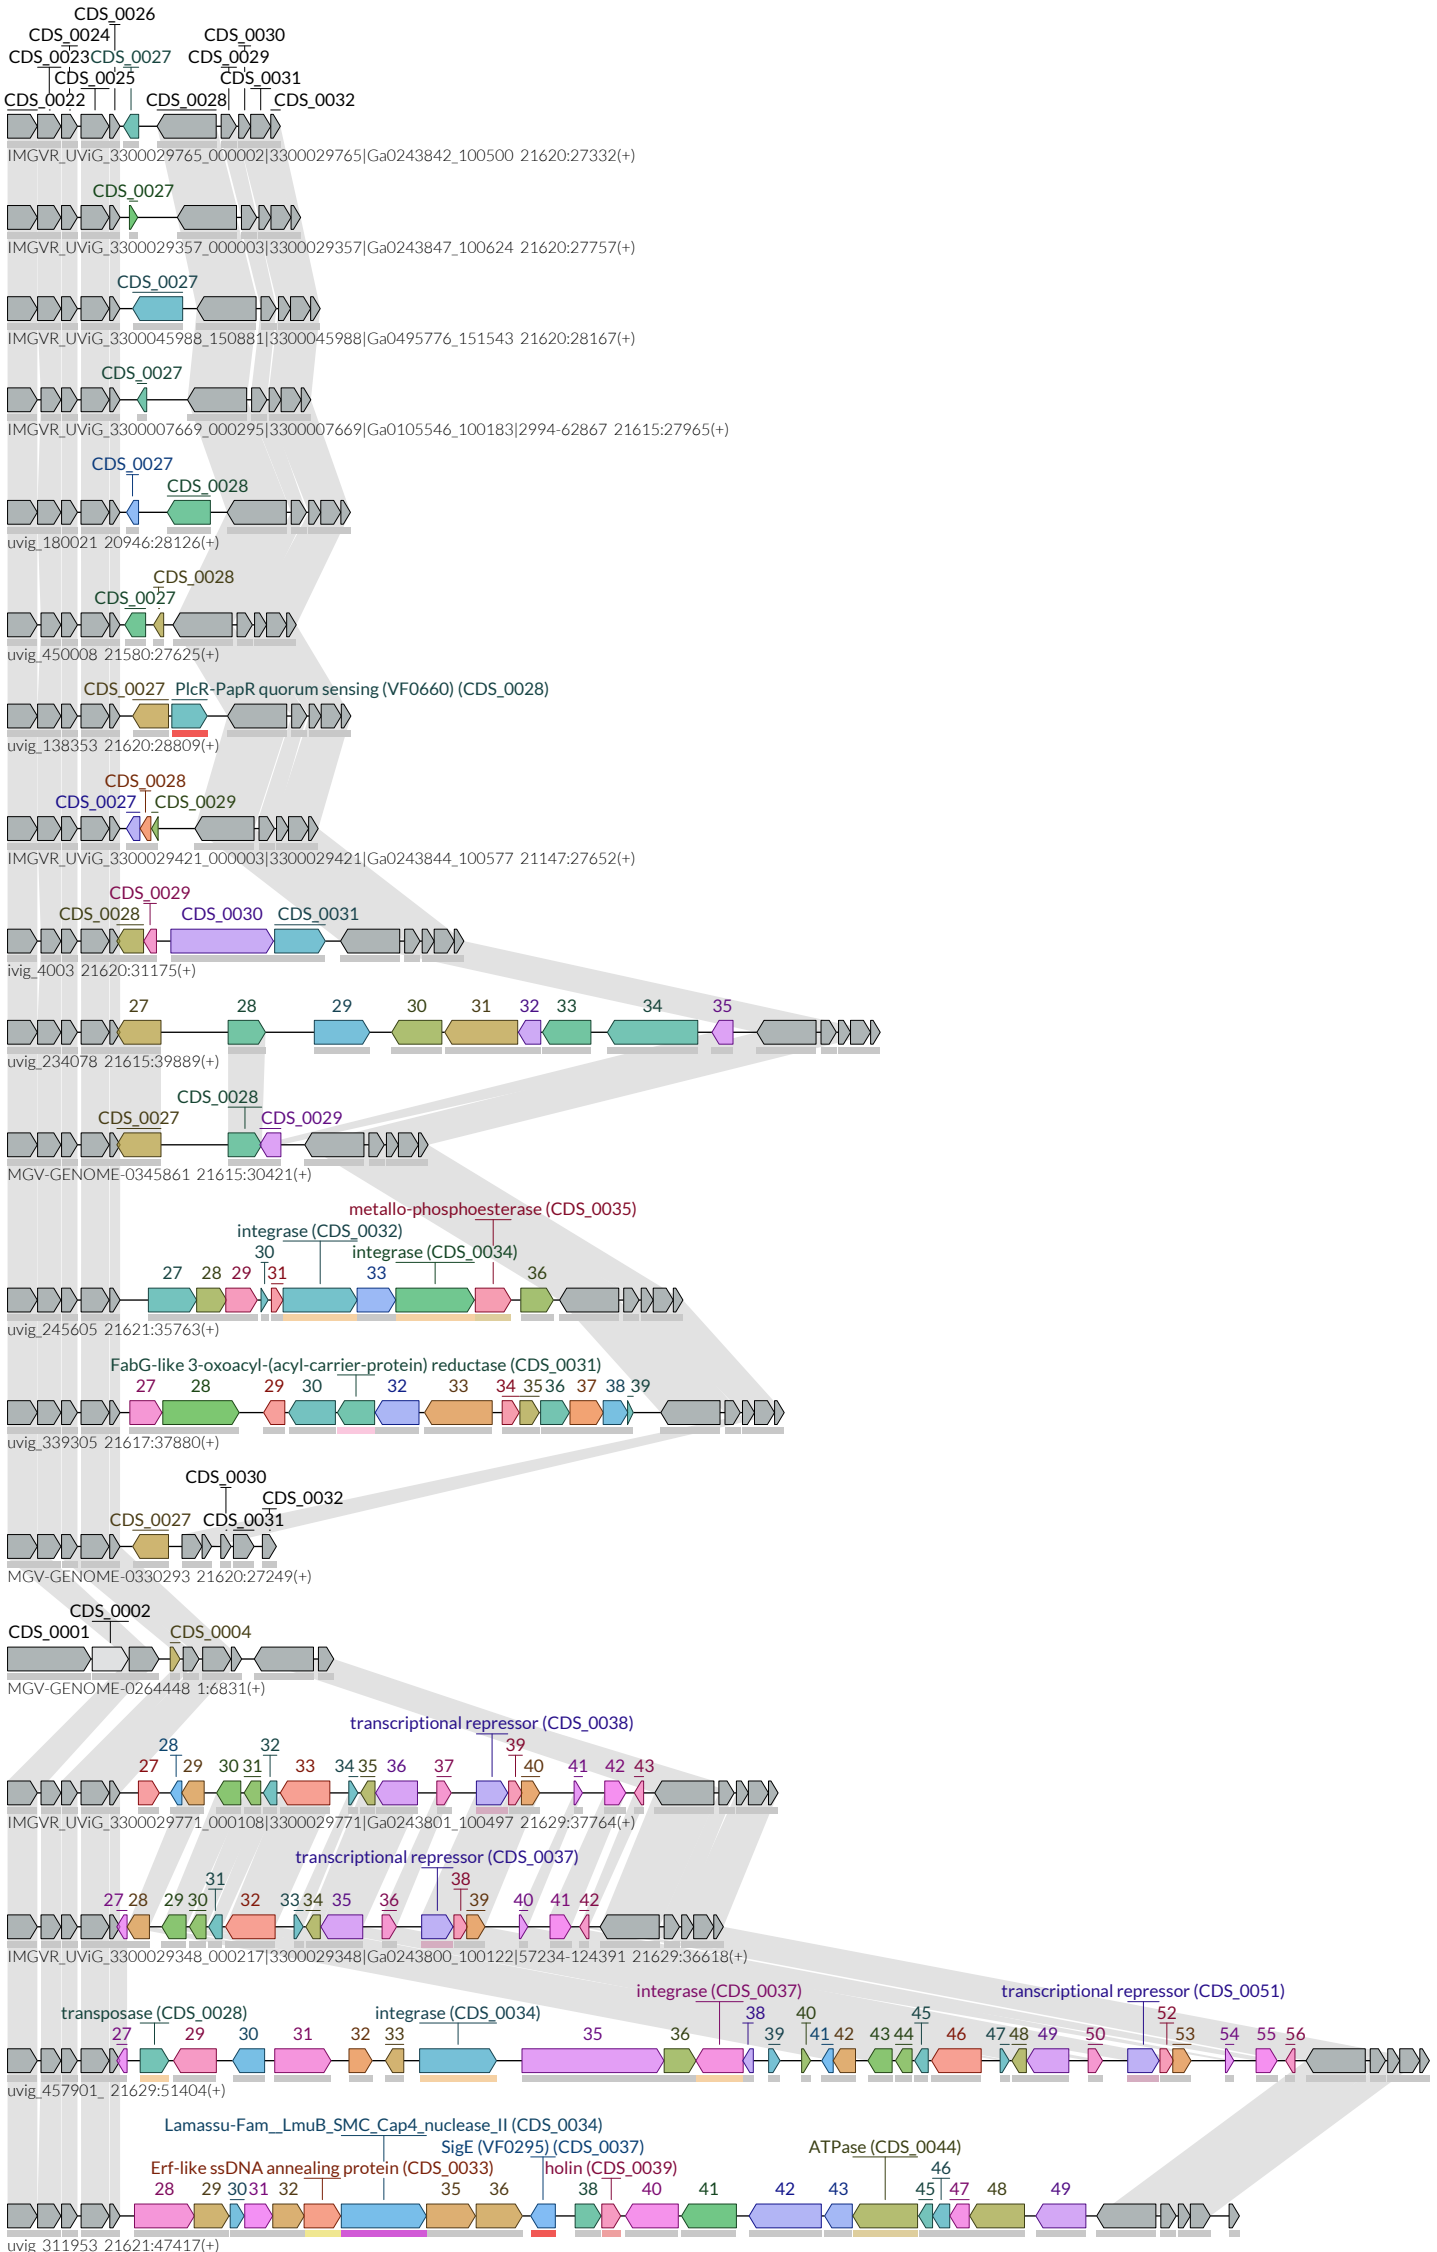 CDS_0026
CDS_0024 CDS_0030
CDS_0023 CDS_0027 CDS_0029
CDS_0025 CDS_0031
CDS_0022 CDS_0028 CDS_0032
IMGVR_UViG_3300029765_000002|3300029765|Ga0243842_100500 21620:27332(+)
CDS_0027
IMGVR_UViG_3300029357_000003|3300029357|Ga0243847_100624 21620:27757(+)
CDS_0027
IMGVR_UViG_3300045988_150881|3300045988|Ga0495776_151543 21620:28167(+)
CDS_0027
IMGVR_UViG_3300007669_000295|3300007669|Ga0105546_100183|2994-62867 21615:27965(+)
CDS_0027
CDS_0028
uvig_180021 20946:28126(+)
CDS_0028
CDS_0027
uvig_450008 21580:27625(+)
CDS_0027 PlcR-PapR quorum sensing (VF0660) (CDS_0028)
uvig_138353 21620:28809(+)
CDS_0028
CDS_0027 CDS_0029
IMGVR_UViG_3300029421_000003|3300029421|Ga0243844_100577 21147:27652(+)
CDS_0029
CDS_0028 CDS_0030 CDS_0031
ivig_4003 21620:31175(+)
27 28 29 30 31 32 33 34 35
uvig_234078 21615:39889(+)
CDS_0028
CDS_0027 CDS_0029
MGV-GENOME-0345861 21615:30421(+)
metallo-phosphoesterase (CDS_0035)
integrase (CDS_0032)
30 integrase (CDS_0034)
27 28 29 31 33 36
uvig_245605 21621:35763(+)
FabG-like 3-oxoacyl-(acyl-carrier-protein) reductase (CDS_0031)
27 28 29 30 32 33 34 35 36 37 38 39
uvig_339305 21617:37880(+)
CDS_0030
CDS_0032
CDS_0027 CDS_0031
MGV-GENOME-0330293 21620:27249(+)
CDS_0002
CDS_0001 CDS_0004
MGV-GENOME-0264448 1:6831(+)
transcriptional repressor (CDS_0038)
28 32 39
27 29 30 31 33 34 35 36 37 40 41 42 43
IMGVR_UViG_3300029771_000108|3300029771|Ga0243801_100497 21629:37764(+)
transcriptional repressor (CDS_0037)
31 38
27 28 29 30 32 33 34 35 36 39 40 41 42
IMGVR_UViG_3300029348_000217|3300029348|Ga0243800_100122|57234-124391 21629:36618(+)
integrase (CDS_0037) transcriptional repressor (CDS_0051)
transposase (CDS_0028) integrase (CDS_0034) 38 40 45 52
27 29 30 31 32 33 35 36 39 41 42 43 44 46 47 48 49 50 53 54 55 56
uvig_457901_ 21629:51404(+)
Lamassu-Fam__LmuB_SMC_Cap4_nuclease_II (CDS_0034)
SigE (VF0295) (CDS_0037) ATPase (CDS_0044)
Erf-like ssDNA annealing protein (CDS_0033) holin (CDS_0039) 46
28 29 30 31 32 35 36 38 40 41 42 43 45 47 48 49
uvig_311953 21621:47417(+)